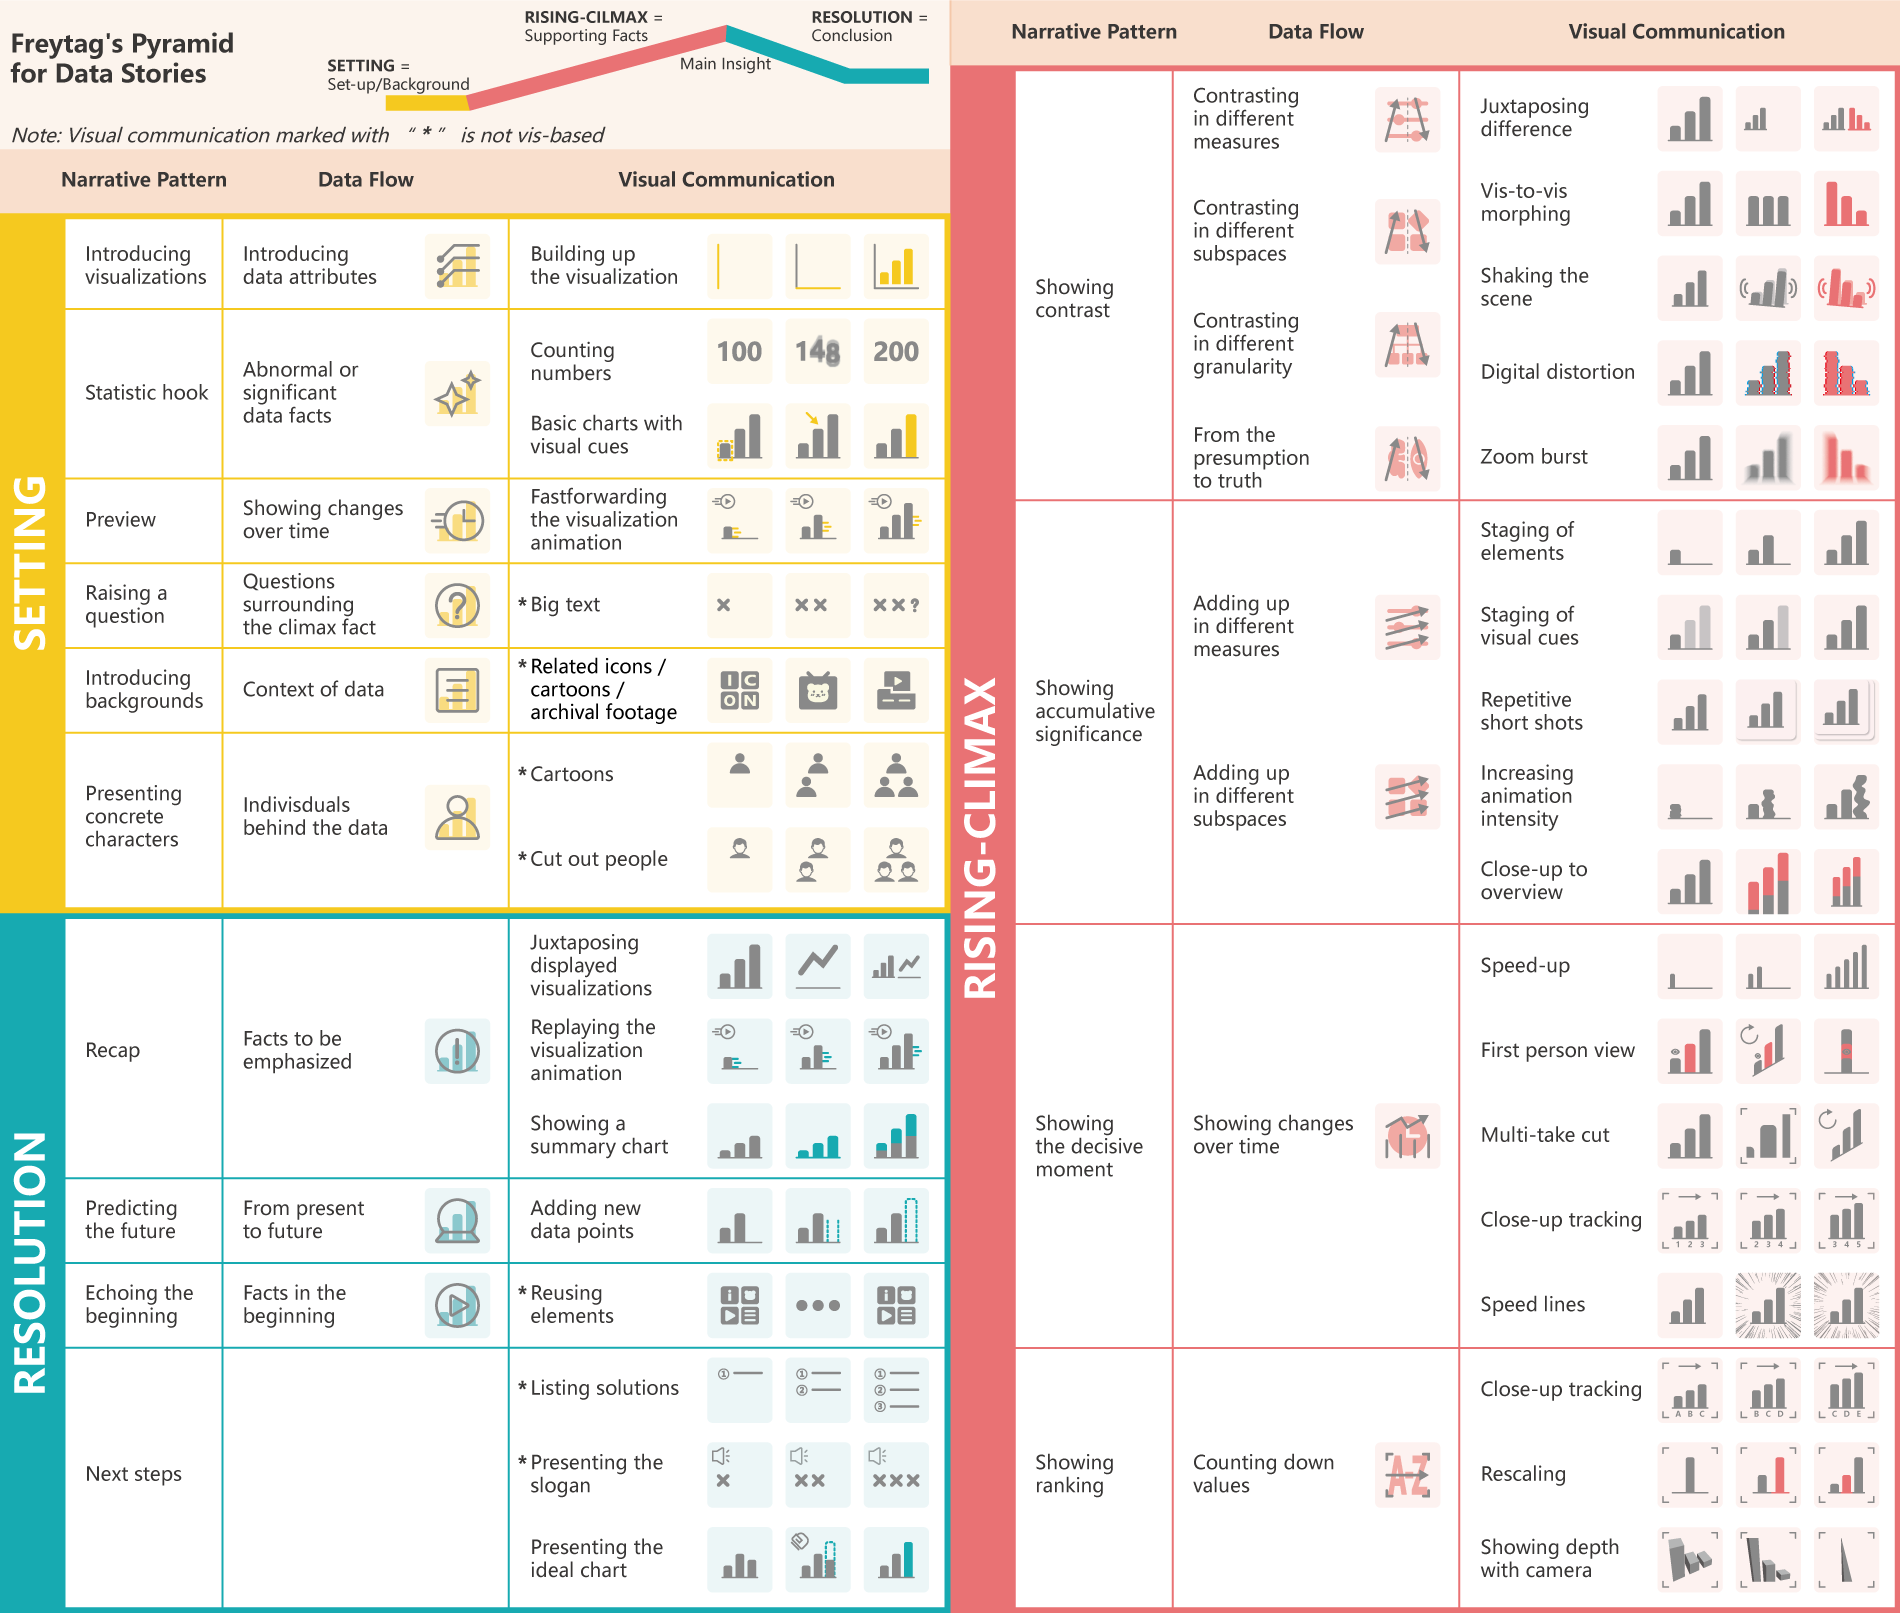 Freytag's Pyramid
for Data Stories
SETTING =
Set-up/Background
RISING-CILMAX =
Supporting Facts
Main Insight
RESOLUTION =
Conclusion
Note: Visual communication marked with “ * ” is not vis-based
Narrative Pattern
Data Flow
Visual Communication
SETTING
Introducing
visualizations
Introducing
data attributes
Building up
the visualization
Statistic hook
Abnormal or
significant
data facts
Counting
numbers
100
148
200
Basic charts with
visual cues
Preview
Showing changes
over time
Fastforwarding
the visualization
animation
Raising a
question
Questions
surrounding
the climax fact
?
* Big text
× ×× ××?
Introducing
backgrounds
Context of data
* Related icons /
cartoons /
archival footage
I C
O N
Presenting
concrete
characters
Indivisduals
behind the data
* Cartoons
* Cut out people
RESOLUTION
Recap
Facts to be
emphasized
!
Juxtaposing
displayed
visualizations
Replaying the
visualization
animation
Showing a
summary chart
Predicting
the future
From present
to future
Adding new
data points
Echoing the
beginning
Facts in the
beginning
* Reusing
elements
i
i
Next steps
* Listing solutions
①
①
②
①
②
③
* Presenting the
slogan
× ×× ×××
Presenting the
ideal chart
Narrative Pattern
Data Flow
Visual Communication
RISING-CLIMAX
Showing
contrast
Contrasting
in different
measures
Contrasting
in different
subspaces
Contrasting
in different
granularity
From the
presumption
to truth
Juxtaposing
difference
Vis-to-vis
morphing
Shaking the
scene
Digital distortion
Zoom burst
Showing
accumulative
significance
Adding up
in different
measures
Adding up
in different
subspaces
Staging of
elements
Staging of
visual cues
Repetitive
short shots
Increasing
animation
intensity
Close-up to
overview
Showing
the decisive
moment
Showing changes
over time
Speed-up
First person view
Multi-take cut
Close-up tracking
1 2 3
2 3 4
3 4 5
Speed lines
Showing
ranking
Counting down
values
A-Z
Close-up tracking
A B C
B C D
C D E
Rescaling
Showing depth
with camera